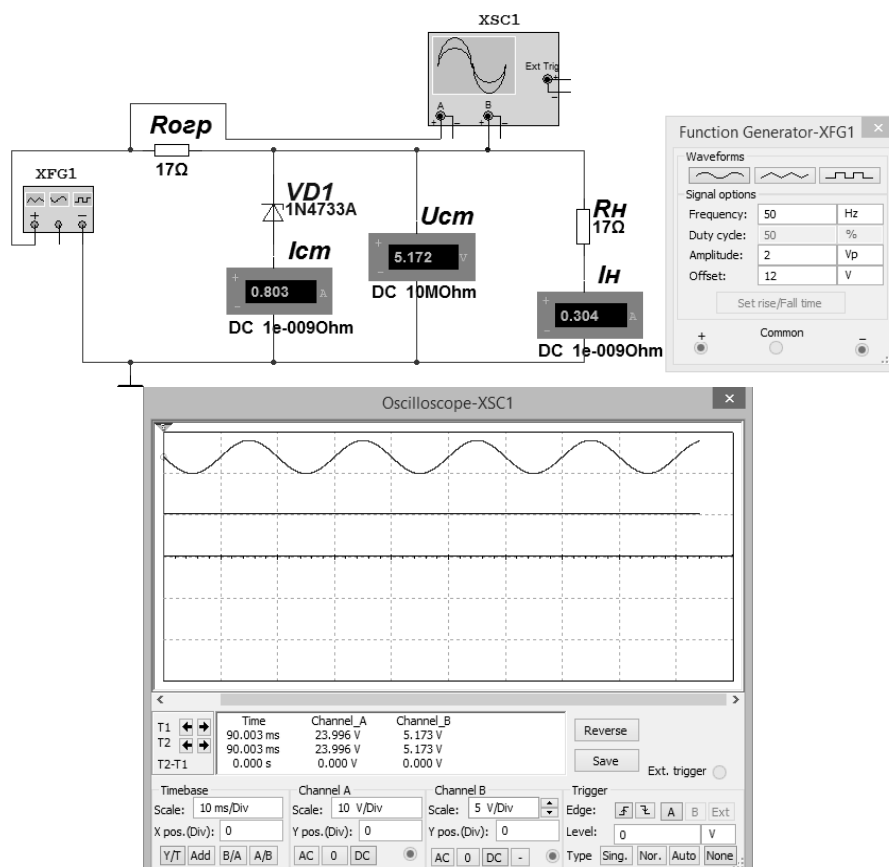 XSC1
Ext Trig
+
−
A
B
+ − + −
Rогр
17Ω
XFG1
+ −
VD1
1N4733A
Iст
+
0.803 A
−
DC 1e-009Ohm
Uст
+
5.172 V
−
DC 10MOhm
Rн
17Ω
Iн
+
0.304 A
−
DC 1e-009Ohm
Function Generator-XFG1 ×
Waveforms
Signal options
Frequency: 50 Hz
Duty cycle: 50 %
Amplitude: 2 Vp
Offset: 12 V
Set rise/Fall time
+ Common −
Oscilloscope-XSC1 ×
Time Channel_A Channel_B
T1 90.003 ms 23.996 V 5.173 V
T2 90.003 ms 23.996 V 5.173 V
T2-T1 0.000 s 0.000 V 0.000 V
Reverse
Save
Ext. trigger
Timebase Channel A Channel B Trigger
Scale: 10 ms/Div Scale: 10 V/Div Scale: 5 V/Div Edge: A B Ext
X pos.(Div): 0 Y pos.(Div): 0 Y pos.(Div): 0 Level: 0 V
Y/T Add B/A A/B AC 0 DC AC 0 DC - Type Sing. Nor. Auto None